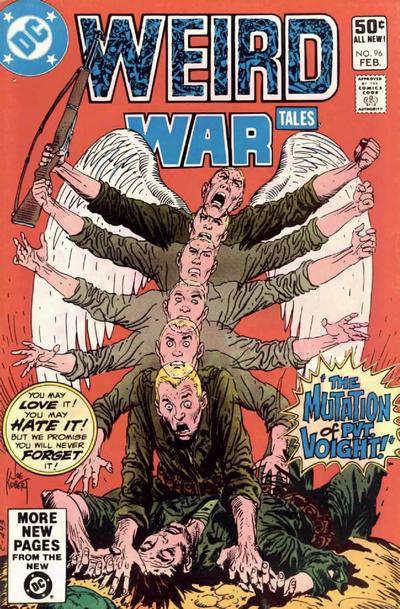 DC
WEIRD
WAR
TALES
50¢
ALL NEW!
NO. 96
FEB.
APPROVED
BY THE
COMICS
CODE
AUTHORITY
"THE
MUTATION
OF PVT.
VOIGHT!"
YOU MAY
LOVE IT!
YOU MAY
HATE IT!
BUT WE PROMISE
YOU WILL NEVER
FORGET
IT!
JOE
KUBERT
MORE
NEW
PAGES
FROM THE
NEW
DC